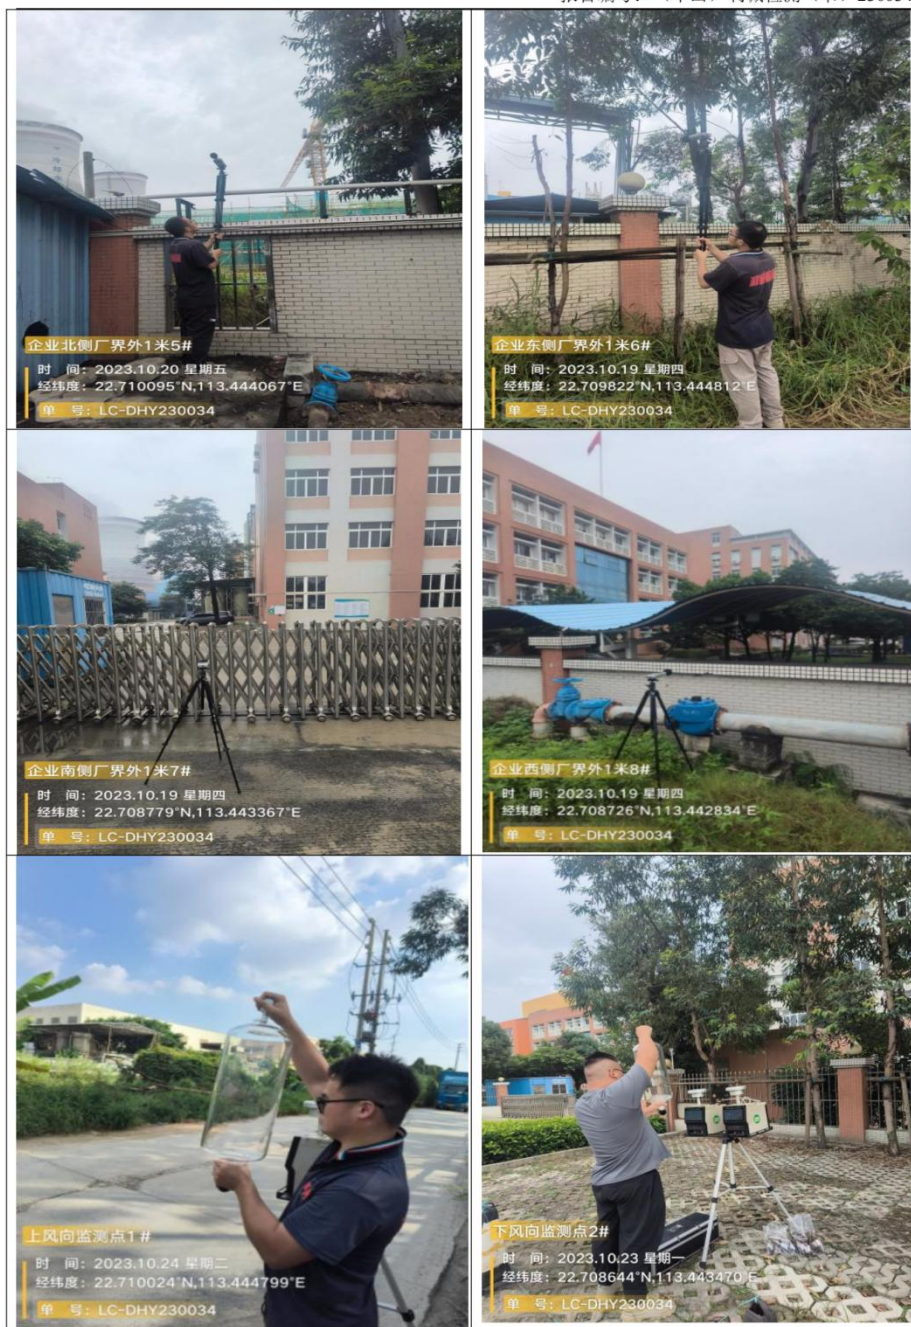 企业北侧厂界外1米5#
时 间：2023.10.20 星期五
经纬度：22.710095°N,113.444067°E
单 号：LC-DHY230034
企业东侧厂界外1米6#
时 间：2023.10.19 星期四
经纬度：22.709822°N,113.444812°E
单 号：LC-DHY230034
企业南侧厂界外1米7#
时 间：2023.10.19 星期四
经纬度：22.708779°N,113.443367°E
单 号：LC-DHY230034
企业西侧厂界外1米8#
时 间：2023.10.19 星期四
经纬度：22.708726°N,113.442834°E
单 号：LC-DHY230034
上风向监测点1#
时 间：2023.10.24 星期二
经纬度：22.710024°N,113.444799°E
单 号：LC-DHY230034
下风向监测点2#
时 间：2023.10.23 星期一
经纬度：22.708644°N,113.443470°E
单 号：LC-DHY230034